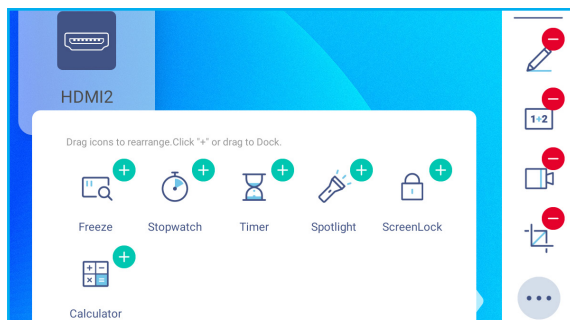 HDMI2
Drag icons to rearrange.Click "+" or drag to Dock.
Freeze
Stopwatch
Timer
Spotlight
ScreenLock
Calculator
1÷2